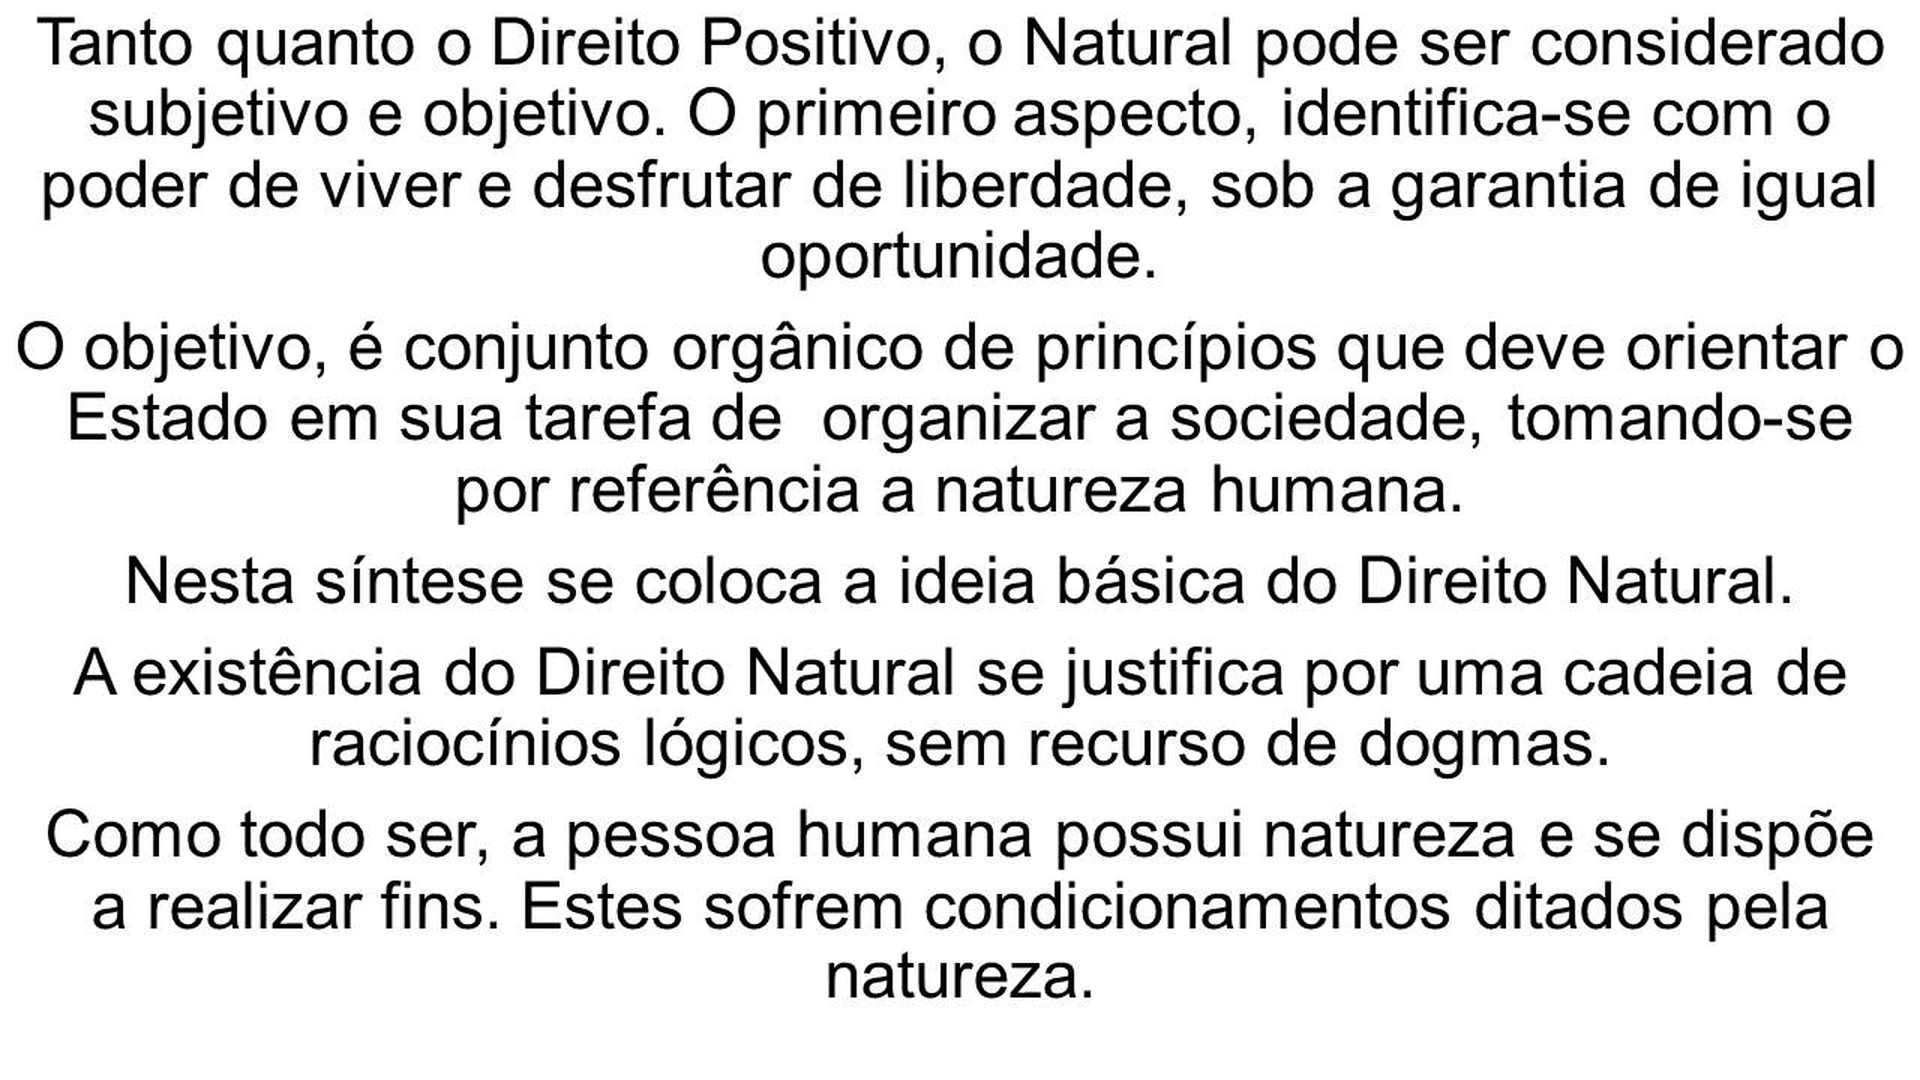 Tanto quanto o Direito Positivo, o Natural pode ser considerado
subjetivo e objetivo. O primeiro aspecto, identifica-se com o
poder de viver e desfrutar de liberdade, sob a garantia de igual
oportunidade.
O objetivo, é conjunto orgânico de princípios que deve orientar o
Estado em sua tarefa de  organizar a sociedade, tomando-se
por referência a natureza humana.
Nesta síntese se coloca a ideia básica do Direito Natural.
A existência do Direito Natural se justifica por uma cadeia de
raciocínios lógicos, sem recurso de dogmas.
Como todo ser, a pessoa humana possui natureza e se dispõe
a realizar fins. Estes sofrem condicionamentos ditados pela
natureza.